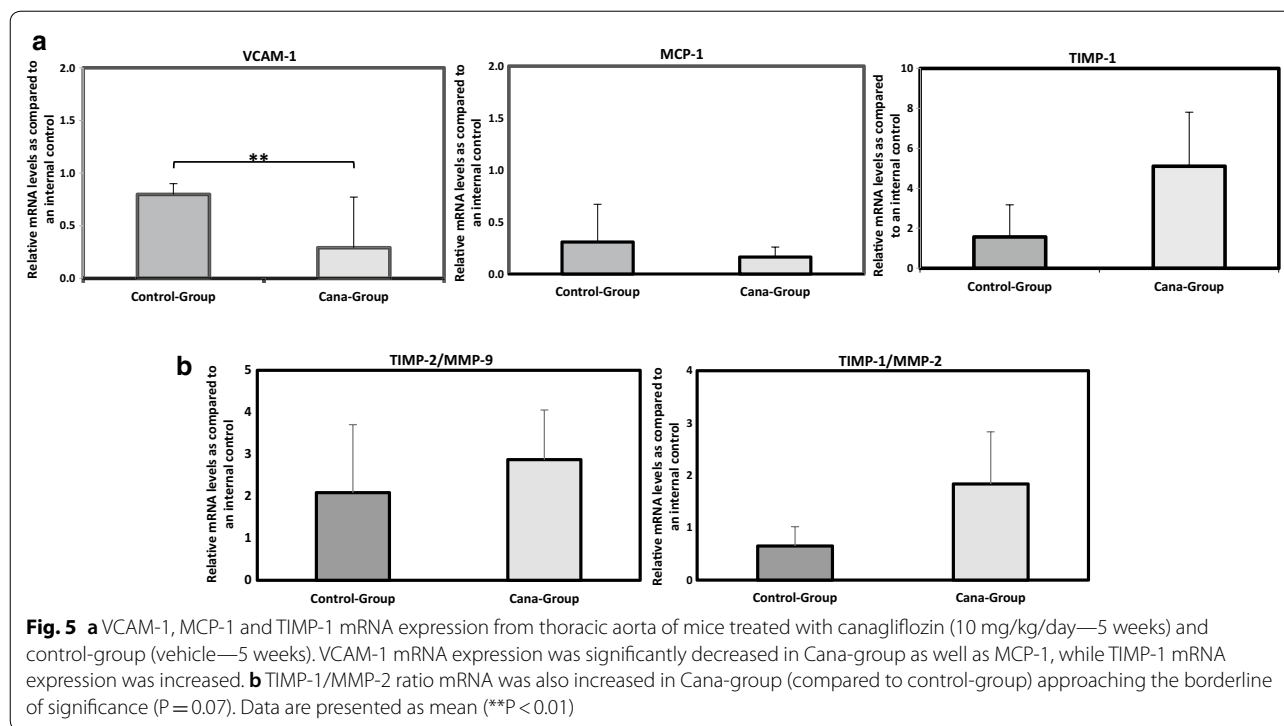 a
VCAM-1
Relative mRNA levels as compared to
an internal control
2.0
1.5
1.0
0.5
0.0
**
Control-Group
Cana-Group
MCP-1
Relative mRNA levels as compared to
an internal control
2.0
1.5
1.0
0.5
0.0
Control-Group
Cana-Group
TIMP-1
Relative mRNA levels as compared
to an internal control
10
8
6
4
2
0
Control-Group
Cana-Group
b
TIMP-2/MMP-9
Relative mRNA levels as compared to
an internal control
5
4
3
2
1
0
Control-Group
Cana-Group
TIMP-1/MMP-2
Relative mRNA levels as compared to
an internal control
4
3
2
1
0
Control-Group
Cana-Group
Fig. 5 a VCAM-1, MCP-1 and TIMP-1 mRNA expression from thoracic aorta of mice treated with canagliflozin (10 mg/kg/day—5 weeks) and
control-group (vehicle—5 weeks). VCAM-1 mRNA expression was significantly decreased in Cana-group as well as MCP-1, while TIMP-1 mRNA
expression was increased. b TIMP-1/MMP-2 ratio mRNA was also increased in Cana-group (compared to control-group) approaching the borderline
of significance (P = 0.07). Data are presented as mean (**P < 0.01)